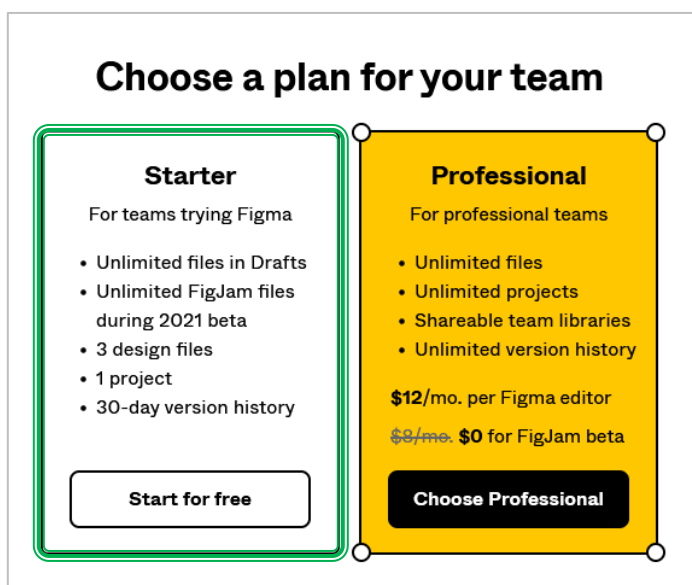 Choose a plan for your team
Starter
For teams trying Figma
• Unlimited files in Drafts
• Unlimited FigJam files
during 2021 beta
• 3 design files
• 1 project
• 30-day version history
Start for free
Professional
For professional teams
• Unlimited files
• Unlimited projects
• Shareable team libraries
• Unlimited version history
$12/mo. per Figma editor
$8/mo. $0 for FigJam beta
Choose Professional